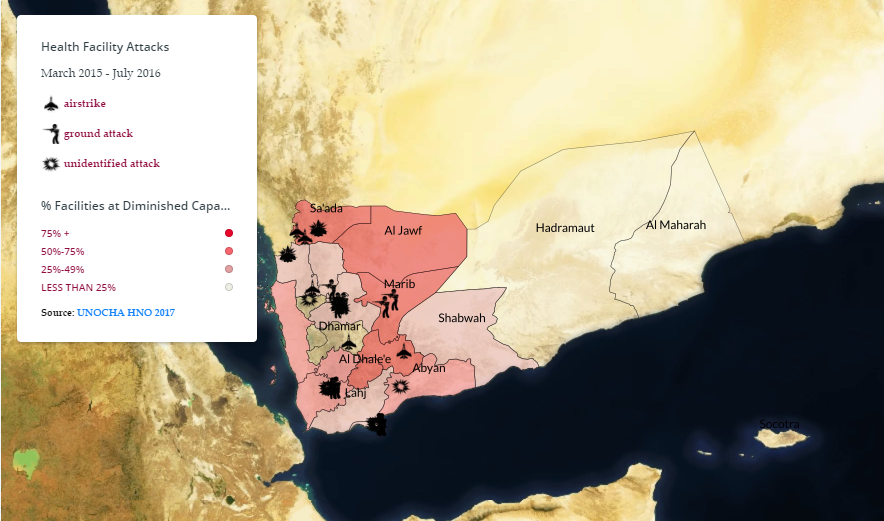 Health Facility Attacks
March 2015 - July 2016
airstrike
ground attack
unidentified attack
% Facilities at Diminished Capa...
75% +
50%-75%
25%-49%
LESS THAN 25%
Source: UNOCHA HNO 2017
Sa'ada
Al Jawf
Hadramaut
Al Maharah
Marib
Shabwah
Dhamar
Al Dhale'e
Abyan
Lahj
Socotra